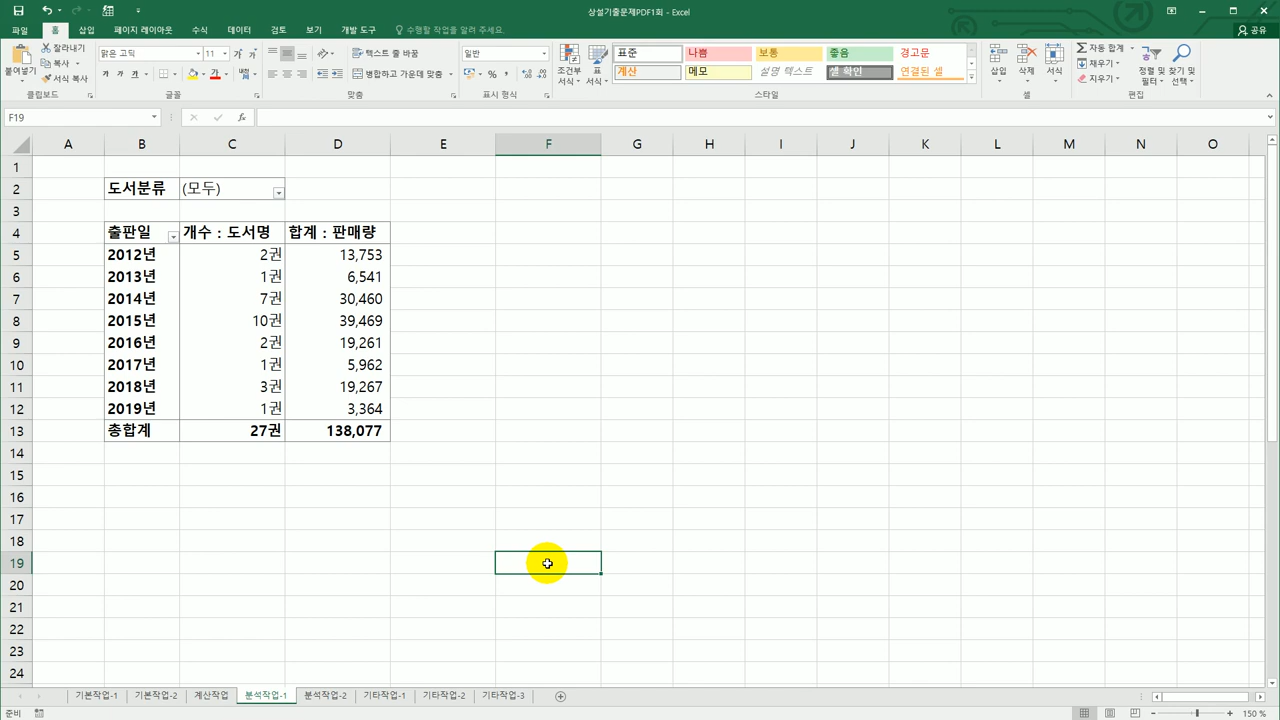 상설기출문제PDF1회 - Excel
파일 홈 삽입 페이지 레이아웃 수식 데이터 검토 보기 개발 도구 수행할 작업을 알려 주세요. 공유
붙여넣기 잘라내기 복사 서식 복사 클립보드
맑은 고딕 11 가 가 가 가 가 가 글꼴
텍스트 줄 바꿈 병합하고 가운데 맞춤 맞춤
일반 % 표시 형식
조건부 서식 표 서식
표준 나쁨 보통 좋음 경고문
계산 메모 설명 텍스트 셀 확인 연결된 셀
스타일
삽입 삭제 서식 셀
자동 합계 채우기 지우기 정렬 및 필터 찾기 및 선택 편집
F19 fx
A B C D E F G H I J K L M N O
1
2 도서분류 (모두)
3
4 출판일 개수 : 도서명 합계 : 판매량
5 2012년 2권 13,753
6 2013년 1권 6,541
7 2014년 7권 30,460
8 2015년 10권 39,469
9 2016년 2권 19,261
10 2017년 1권 5,962
11 2018년 3권 19,267
12 2019년 1권 3,364
13 총합계 27권 138,077
14
15
16
17
18
19
20
21
22
23
24
기본작업-1 기본작업-2 계산작업 분석작업-1 분석작업-2 기타작업-1 기타작업-2 기타작업-3
준비 150 %